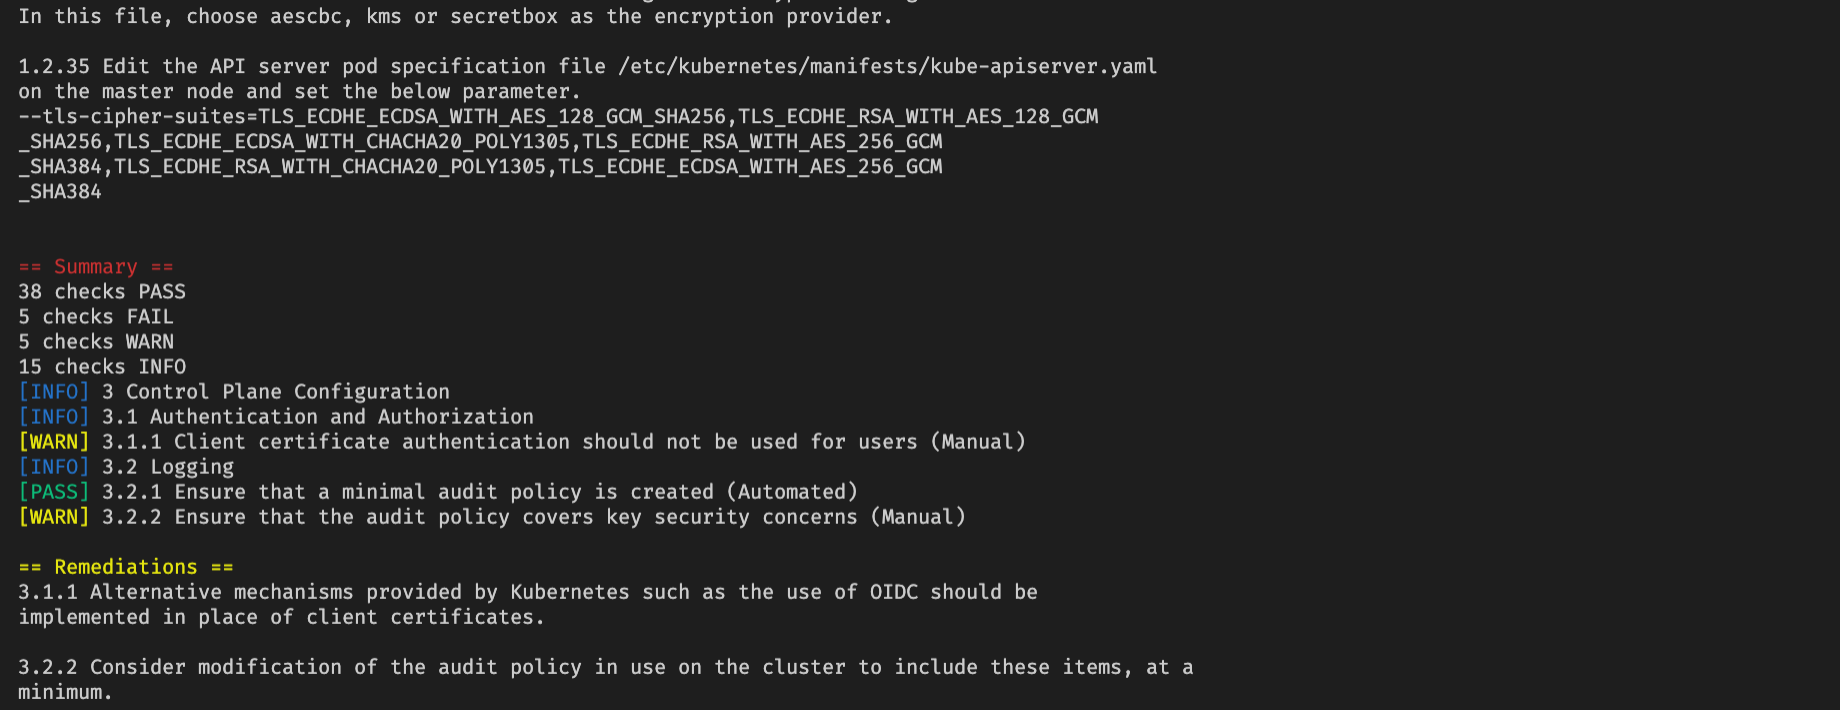 In this file, choose aescbc, kms or secretbox as the encryption provider.
1.2.35 Edit the API server pod specification file /etc/kubernetes/manifests/kube-apiserver.yaml
on the master node and set the below parameter.
--tls-cipher-suites=TLS_ECDHE_ECDSA_WITH_AES_128_GCM_SHA256,TLS_ECDHE_RSA_WITH_AES_128_GCM
_SHA256,TLS_ECDHE_ECDSA_WITH_CHACHA20_POLY1305,TLS_ECDHE_RSA_WITH_AES_256_GCM
_SHA384,TLS_ECDHE_RSA_WITH_CHACHA20_POLY1305,TLS_ECDHE_ECDSA_WITH_AES_256_GCM
_SHA384
== Summary ==
38 checks PASS
5 checks FAIL
5 checks WARN
15 checks INFO
[INFO] 3 Control Plane Configuration
[INFO] 3.1 Authentication and Authorization
[WARN] 3.1.1 Client certificate authentication should not be used for users (Manual)
[INFO] 3.2 Logging
[PASS] 3.2.1 Ensure that a minimal audit policy is created (Automated)
[WARN] 3.2.2 Ensure that the audit policy covers key security concerns (Manual)
== Remediations ==
3.1.1 Alternative mechanisms provided by Kubernetes such as the use of OIDC should be
implemented in place of client certificates.
3.2.2 Consider modification of the audit policy in use on the cluster to include these items, at a
minimum.